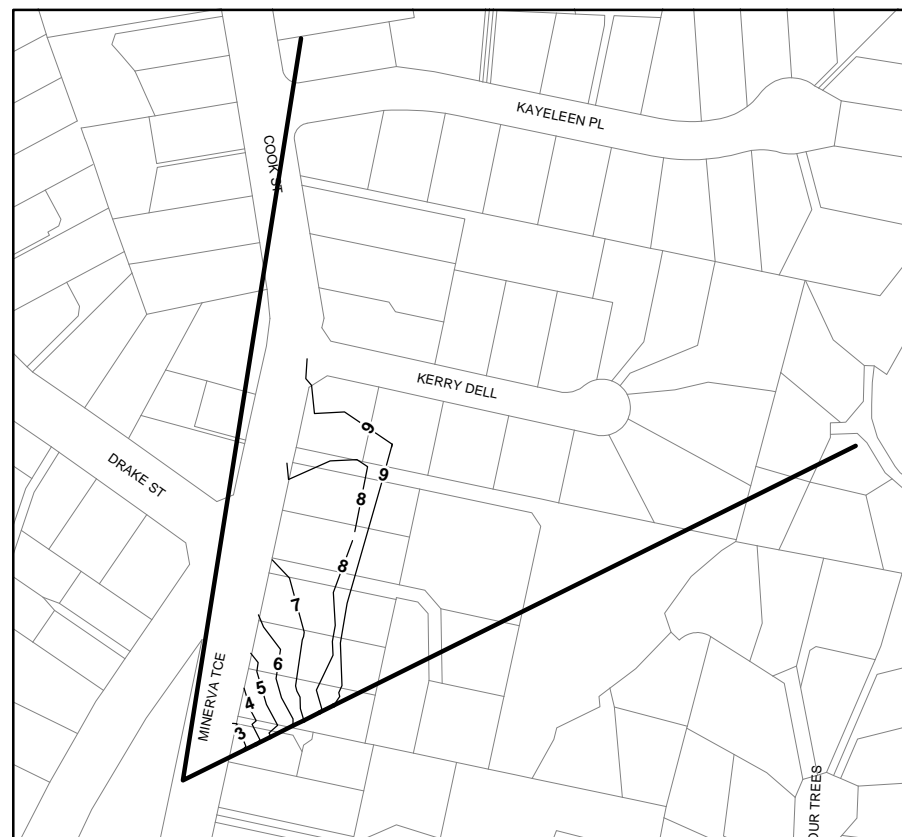 KAYELEEN PL
COOK ST
KERRY DELL
9
9
8
DRAKE ST
8
7
6
MINERVA TCE
5
4
3
OUR TREES